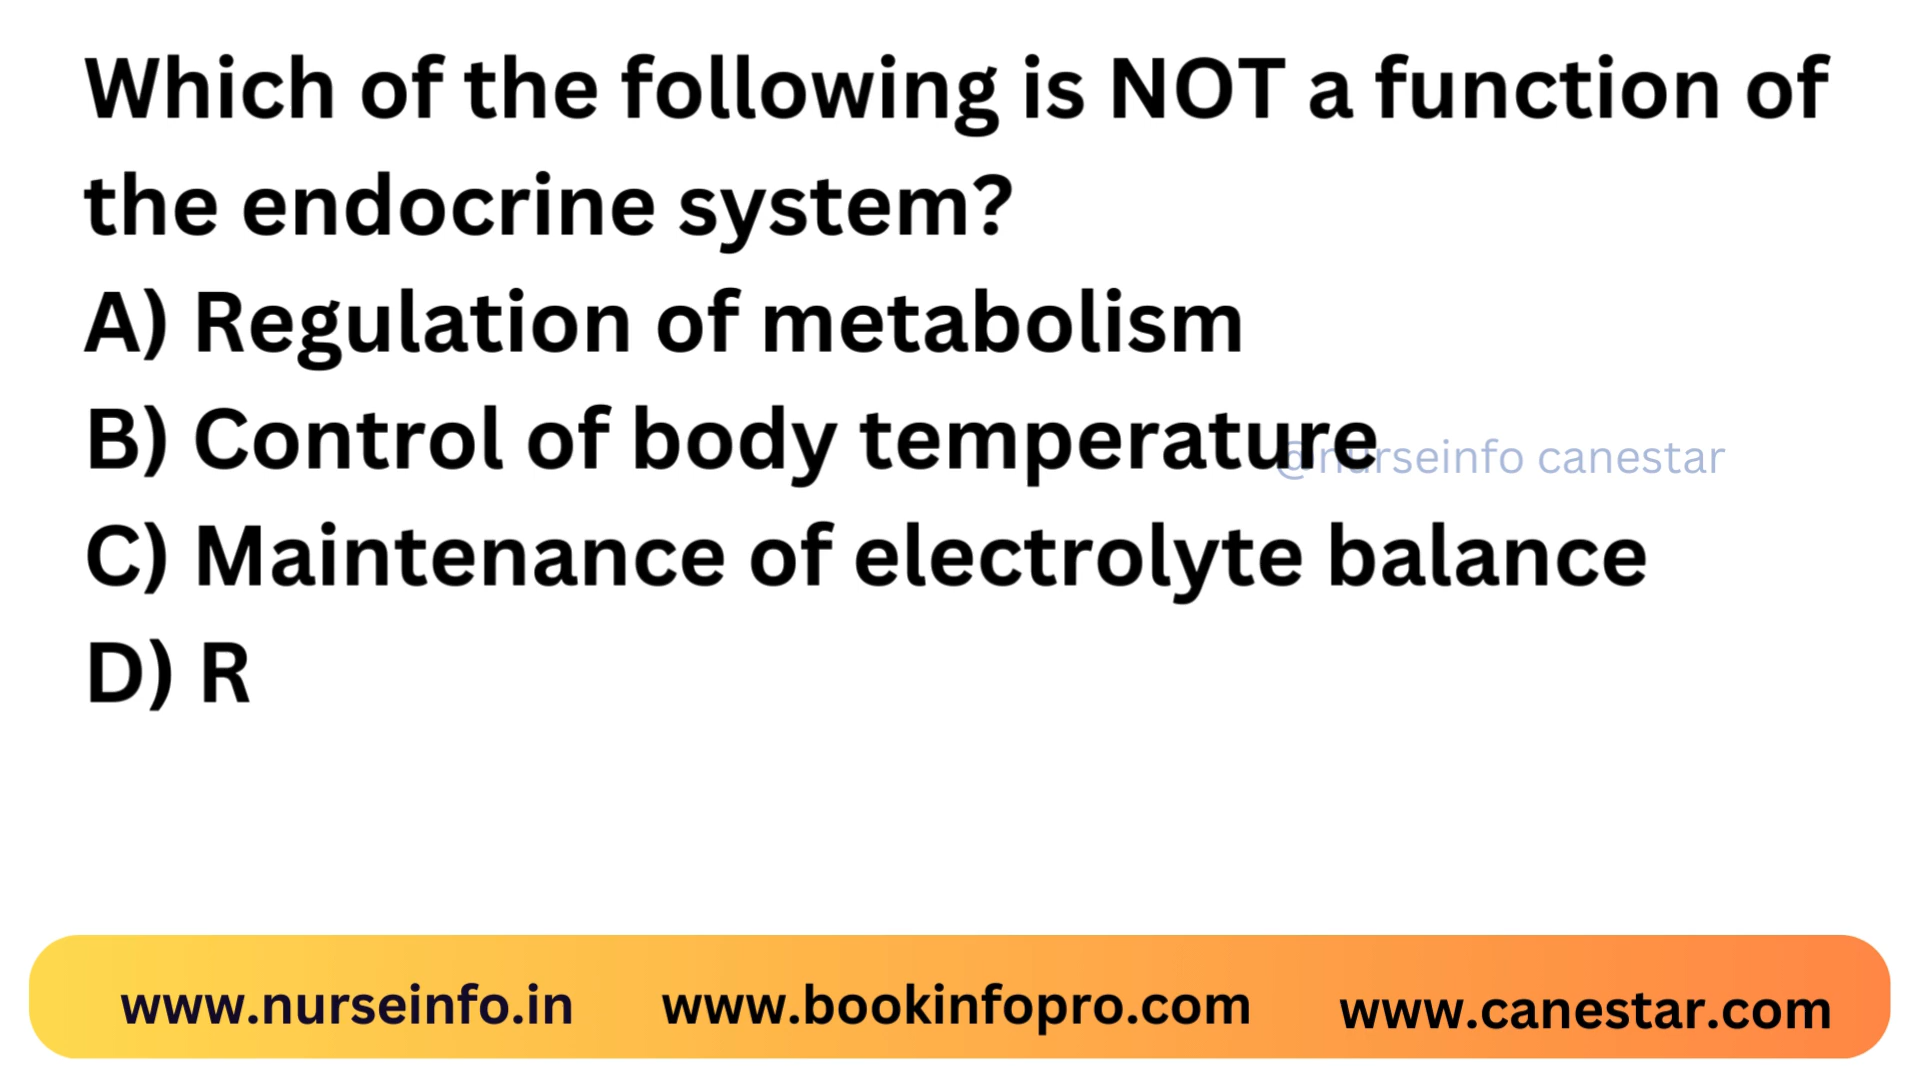 Which of the following is NOT a function of
the endocrine system?
A) Regulation of metabolism
B) Control of body temperature
@nurseinfo canestar
C) Maintenance of electrolyte balance
D) R
www.nurseinfo.in
www.bookinfopro.com
www.canestar.com